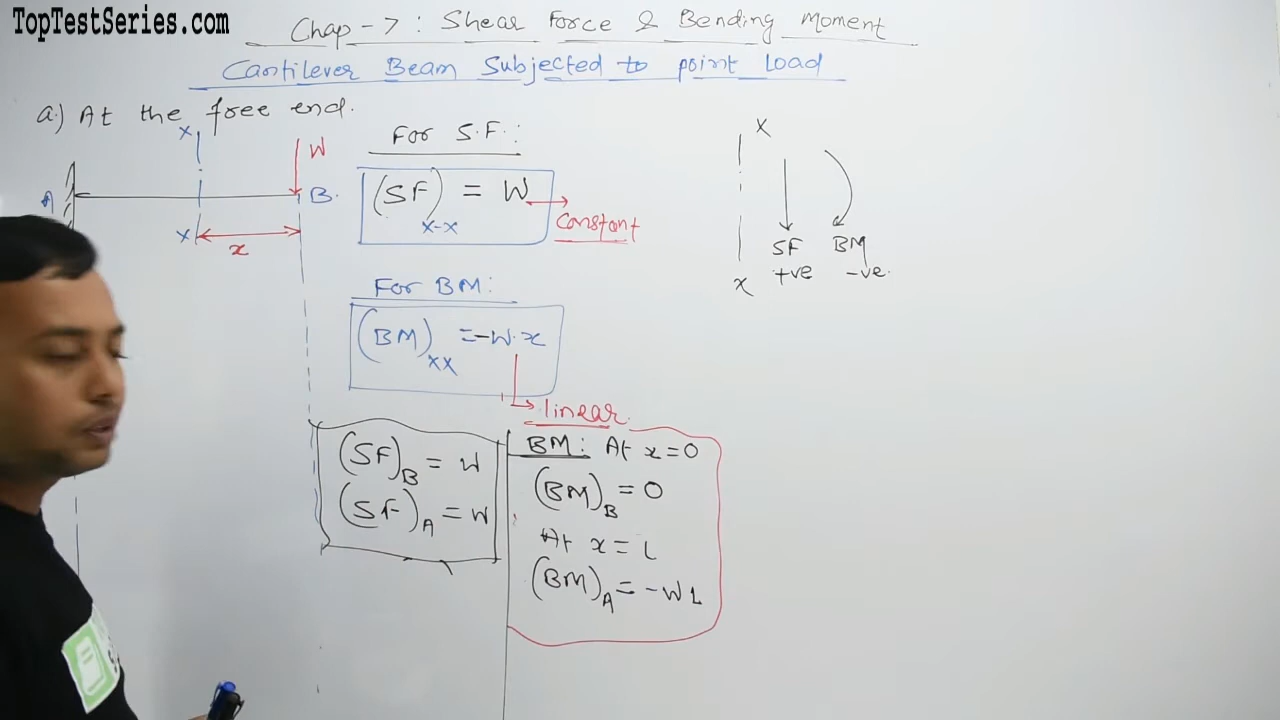 TopTestSeries.com
Chap-7: Shear Force & Bending Moment
Cantilever Beam Subjected to point Load
a.) At the free end.
X
W
A
B.
X
x
For S.F.:
(SF)x-x = W
Constant
For BM:
(BM)xx = -W.x
linear.
(SF)B = W
(SF)A = W
BM: At x=0
(BM)B = 0
At x = L
(BM)A = -WL
X
SF BM
+ve -ve.
x